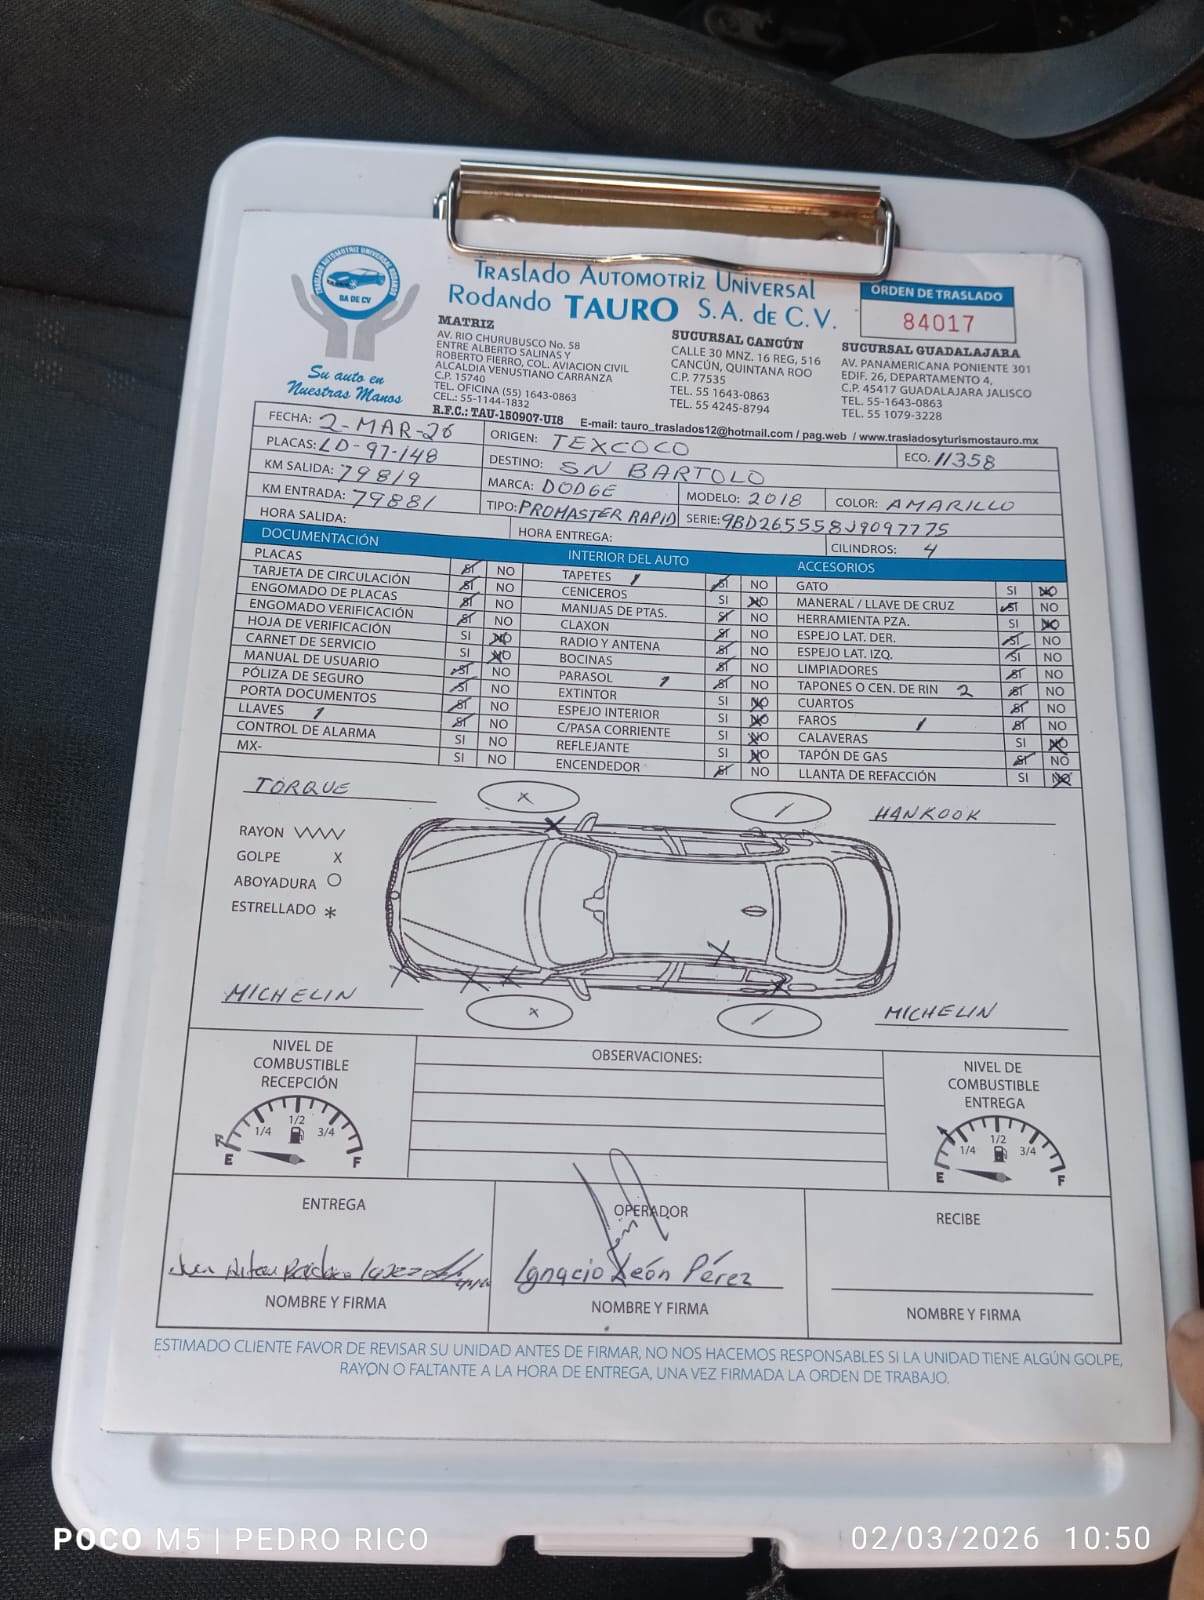 TRASLADO AUTOMOTRIZ UNIVERSAL
RODANDO TAURO S.A. DE C.V.
SA DE CV
Su auto en
Nuestras Manos
ORDEN DE TRASLADO
84017
MATRIZ
AV. RIO CHURUBUSCO No. 58
ENTRE ALBERTO SALINAS Y
ROBERTO FIERRO, COL. AVIACION CIVIL
ALCALDIA VENUSTIANO CARRANZA
C.P. 15740
TEL. OFICINA (55) 1643-0863
CEL.: 55-1144-1832
R.F.C.: TAU-150907-UI8
SUCURSAL CANCÚN
CALLE 30 MNZ. 16 REG, 516
CANCÚN, QUINTANA ROO
C.P. 77535
TEL. 55 1643-0863
TEL. 55 4245-8794
SUCURSAL GUADALAJARA
AV. PANAMERICANA PONIENTE 301
EDIF. 26, DEPARTAMENTO 4,
C.P. 45417 GUADALAJARA JALISCO
TEL. 55-1643-0863
TEL. 55 1079-3228
E-mail: tauro_traslados12@hotmail.com / pag.web / www.trasladosyturismostauro.mx
FECHA: 2-MAR-26
ORIGEN: TEXCOCO
ECO. 11358
PLACAS: LD-97-148
DESTINO: SN BARTOLO
KM SALIDA: 79819
MARCA: DODGE
MODELO: 2018
COLOR: AMARILLO
KM ENTRADA: 79881
TIPO: PROMASTER RAPID
SERIE: 9BD265558J9097775
HORA SALIDA:
HORA ENTREGA:
CILINDROS: 4
DOCUMENTACIÓN
PLACAS SI NO
TARJETA DE CIRCULACIÓN SI NO
ENGOMADO DE PLACAS SI NO
ENGOMADO VERIFICACIÓN SI NO
HOJA DE VERIFICACIÓN SI NO
CARNET DE SERVICIO SI NO
MANUAL DE USUARIO SI NO
PÓLIZA DE SEGURO SI NO
PORTA DOCUMENTOS SI NO
LLAVES 1 SI NO
CONTROL DE ALARMA SI NO
MX- SI NO
INTERIOR DEL AUTO
TAPETES 1 SI NO
CENICEROS SI NO
MANIJAS DE PTAS. SI NO
CLAXON SI NO
RADIO Y ANTENA SI NO
BOCINAS SI NO
PARASOL 1 SI NO
EXTINTOR SI NO
ESPEJO INTERIOR SI NO
C/PASA CORRIENTE SI NO
REFLEJANTE SI NO
ENCENDEDOR SI NO
ACCESORIOS
GATO SI NO
MANERAL / LLAVE DE CRUZ SI NO
HERRAMIENTA PZA. SI NO
ESPEJO LAT. DER. SI NO
ESPEJO LAT. IZQ. SI NO
LIMPIADORES SI NO
TAPONES O CEN. DE RIN 2 SI NO
CUARTOS SI NO
FAROS 1 SI NO
CALAVERAS SI NO
TAPÓN DE GAS SI NO
LLANTA DE REFACCIÓN SI NO
TORQUE
X
/
HANKOOK
RAYON
GOLPE X
ABOYADURA O
ESTRELLADO *
MICHELIN
X
/
MICHELIN
NIVEL DE
COMBUSTIBLE
RECEPCIÓN
E 1/4 1/2 3/4 F
OBSERVACIONES:
NIVEL DE
COMBUSTIBLE
ENTREGA
E 1/4 1/2 3/4 F
ENTREGA
NOMBRE Y FIRMA
OPERADOR
Ignacio León Pérez
NOMBRE Y FIRMA
RECIBE
NOMBRE Y FIRMA
ESTIMADO CLIENTE FAVOR DE REVISAR SU UNIDAD ANTES DE FIRMAR, NO NOS HACEMOS RESPONSABLES SI LA UNIDAD TIENE ALGÚN GOLPE,
RAYON O FALTANTE A LA HORA DE ENTREGA, UNA VEZ FIRMADA LA ORDEN DE TRABAJO.
POCO M5 | PEDRO RICO
02/03/2026 10:50